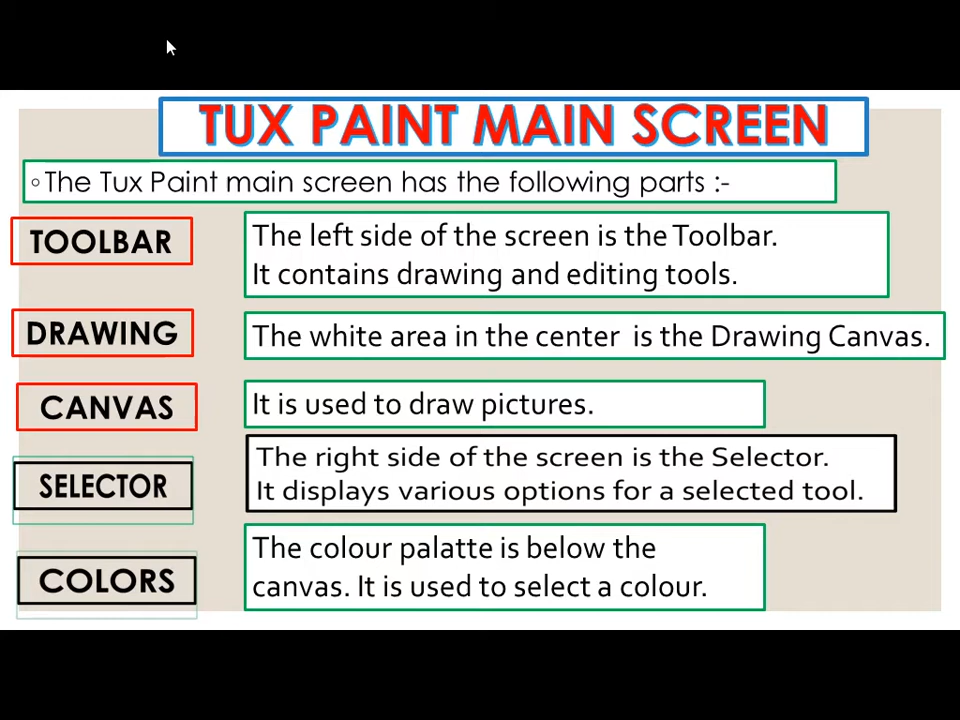 TUX PAINT MAIN SCREEN
◦The Tux Paint main screen has the following parts :-
TOOLBAR
The left side of the screen is the Toolbar.
It contains drawing and editing tools.
DRAWING
The white area in the center is the Drawing Canvas.
CANVAS
It is used to draw pictures.
SELECTOR
The right side of the screen is the Selector.
It displays various options for a selected tool.
COLORS
The colour palatte is below the
canvas. It is used to select a colour.